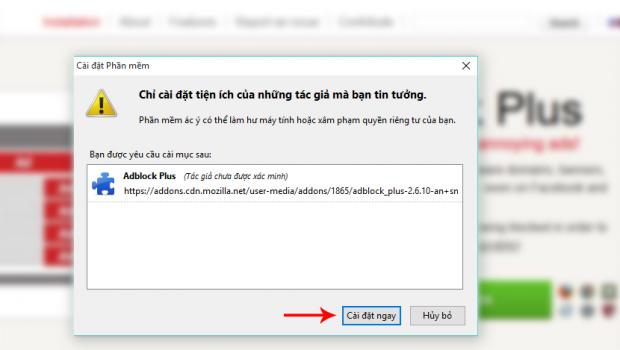 Installation About Features Report an issue Contribute
Cài đặt Phần mềm
Chỉ cài đặt tiện ích của những tác giả mà bạn tin tưởng.
Phần mềm ác ý có thể làm hư máy tính hoặc xâm phạm quyền riêng tư của bạn.
Plus
annoying ads!
Bạn được yêu cầu cài mục sau:
Adblock Plus (Tác giả chưa được xác minh)
https://addons.cdn.mozilla.net/user-media/addons/1865/adblock_plus-2.6.10-an+sn
Cài đặt ngay Hủy bỏ